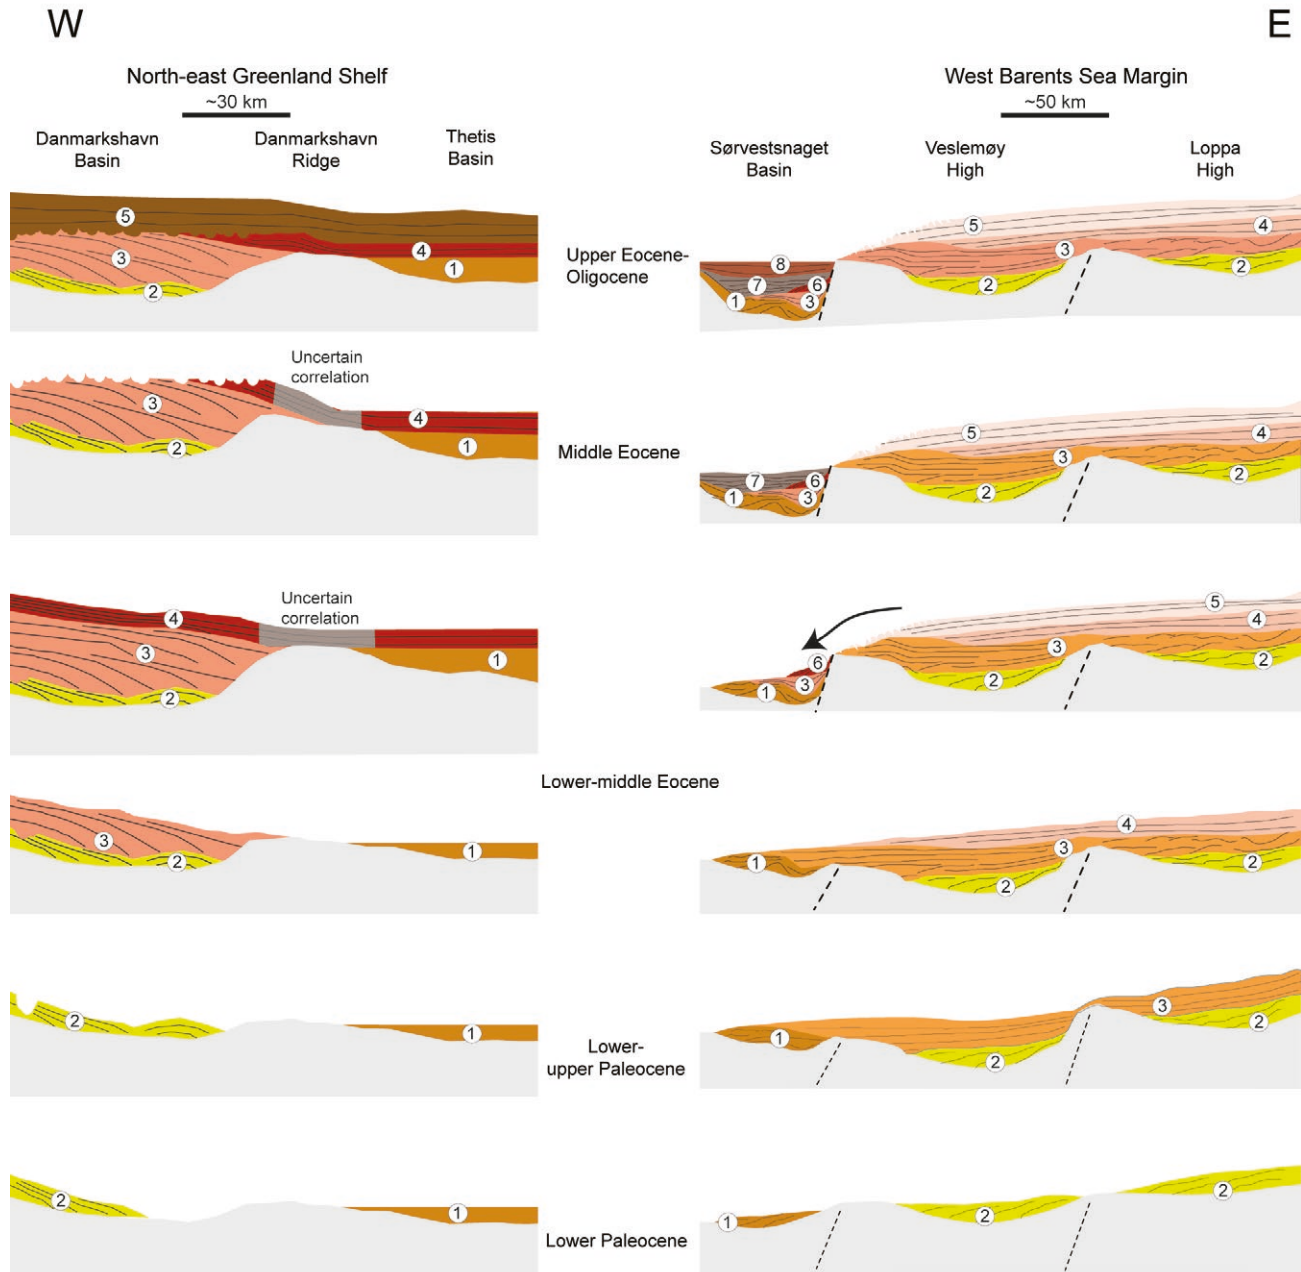 W
E
North-east Greenland Shelf
~30 km
Danmarkshavn
Basin
Danmarkshavn
Ridge
Thetis
Basin
West Barents Sea Margin
~50 km
Sørvestsnaget
Basin
Veslemøy
High
Loppa
High
5
3
4
1
2
Upper Eocene-
Oligocene
5
4
3
8
7
6
1
3
2
2
Uncertain
correlation
3
4
1
2
Middle Eocene
5
4
3
7
6
1
3
2
2
Uncertain
correlation
4
3
1
2
5
4
3
6
3
1
2
2
Lower-middle Eocene
3
2
1
4
3
1
2
2
2
1
Lower-
upper Paleocene
3
1
2
2
2
1
Lower Paleocene
1
2
2